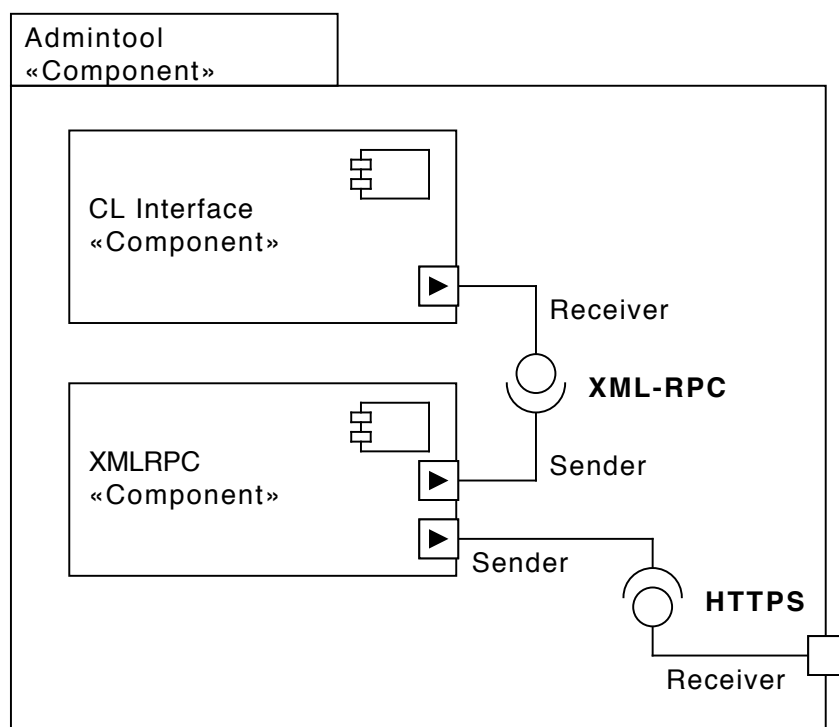 Admintool
«Component»
CL Interface
«Component»
Receiver
XML-RPC
Sender
XMLRPC
«Component»
Sender
HTTPS
Receiver